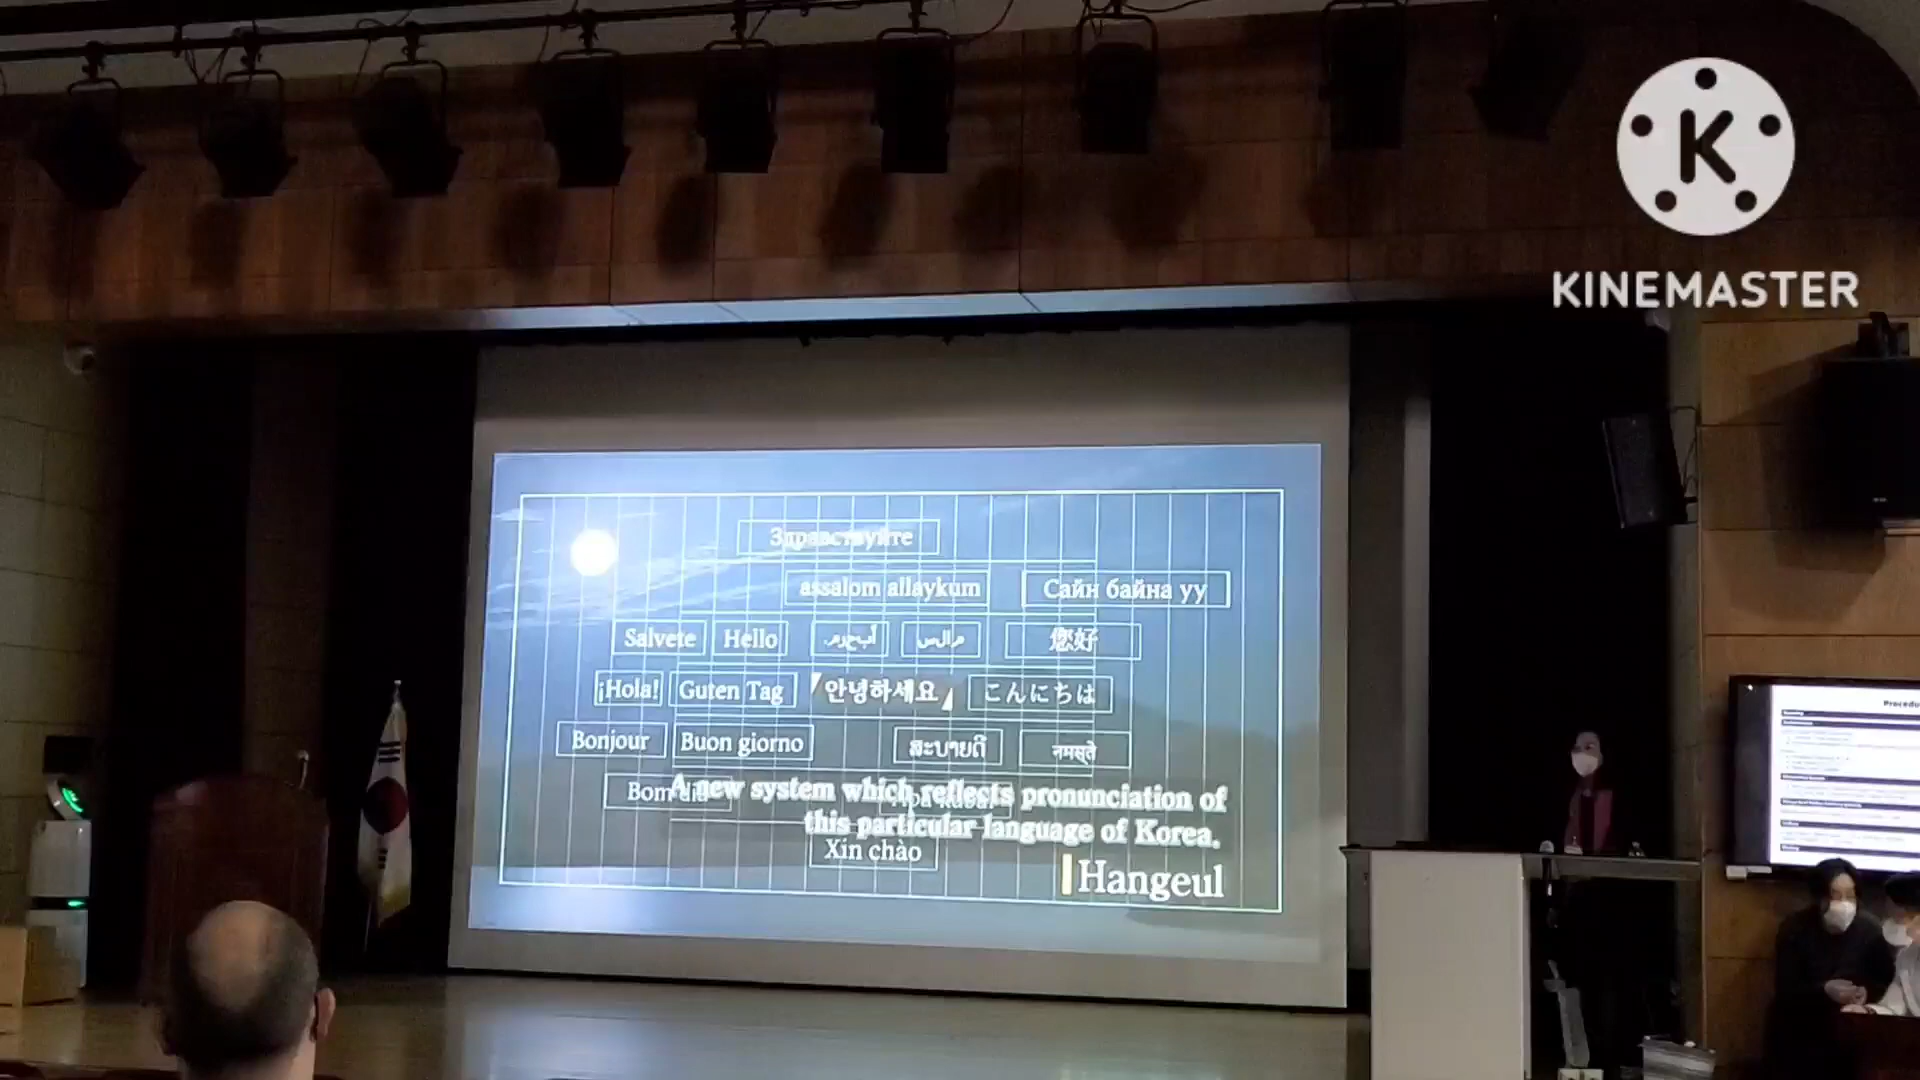 KINEMASTER
Здравствуйте
assalom allaykum
Сайн байна уу
Salvete
Hello
您好
¡Hola!
Guten Tag
「안녕하세요」
こんにちは
Bonjour
Buon giorno
ສະບາຍດີ
नमस्ते
Bom dia
A new system which reflects pronunciation of
this particular language of Korea.
Xin chào
Hangeul